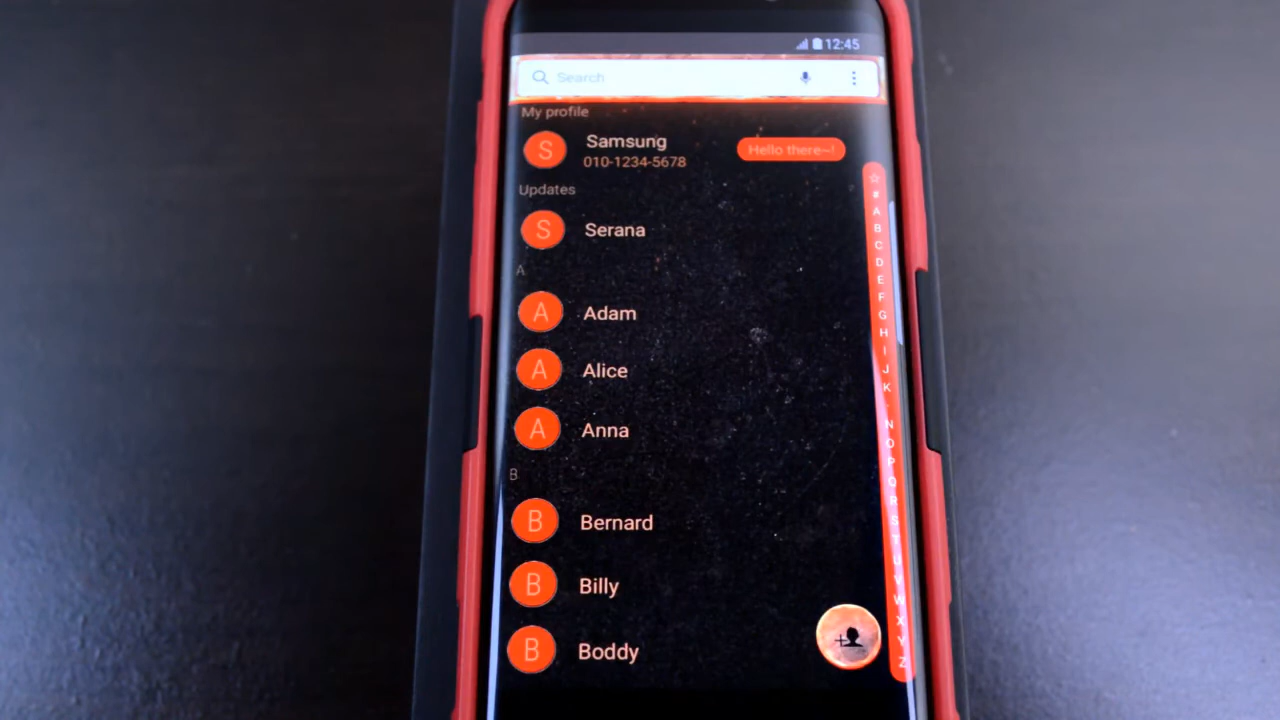 12:45
Search
My profile
S Samsung Hello there~!
010-1234-5678
Updates
S Serana
A
A Adam
A Alice
A Anna
B
B Bernard
B Billy
B Boddy
#
A
B
C
D
E
F
G
H
I
J
K
N
O
P
Q
R
S
T
U
V
W
X
Y
Z